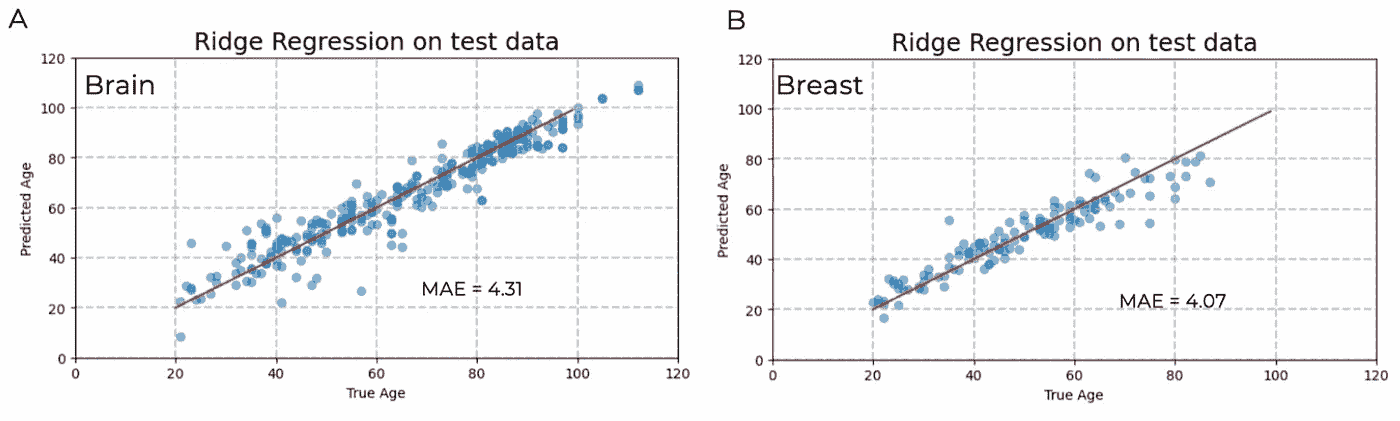 A
Ridge Regression on test data
Brain
120
100
80
60
40
20
0
Predicted Age
MAE = 4.31
0 20 40 60 80 100 120
True Age
B
Ridge Regression on test data
Breast
120
100
80
60
40
20
0
Predicted Age
MAE = 4.07
0 20 40 60 80 100 120
True Age